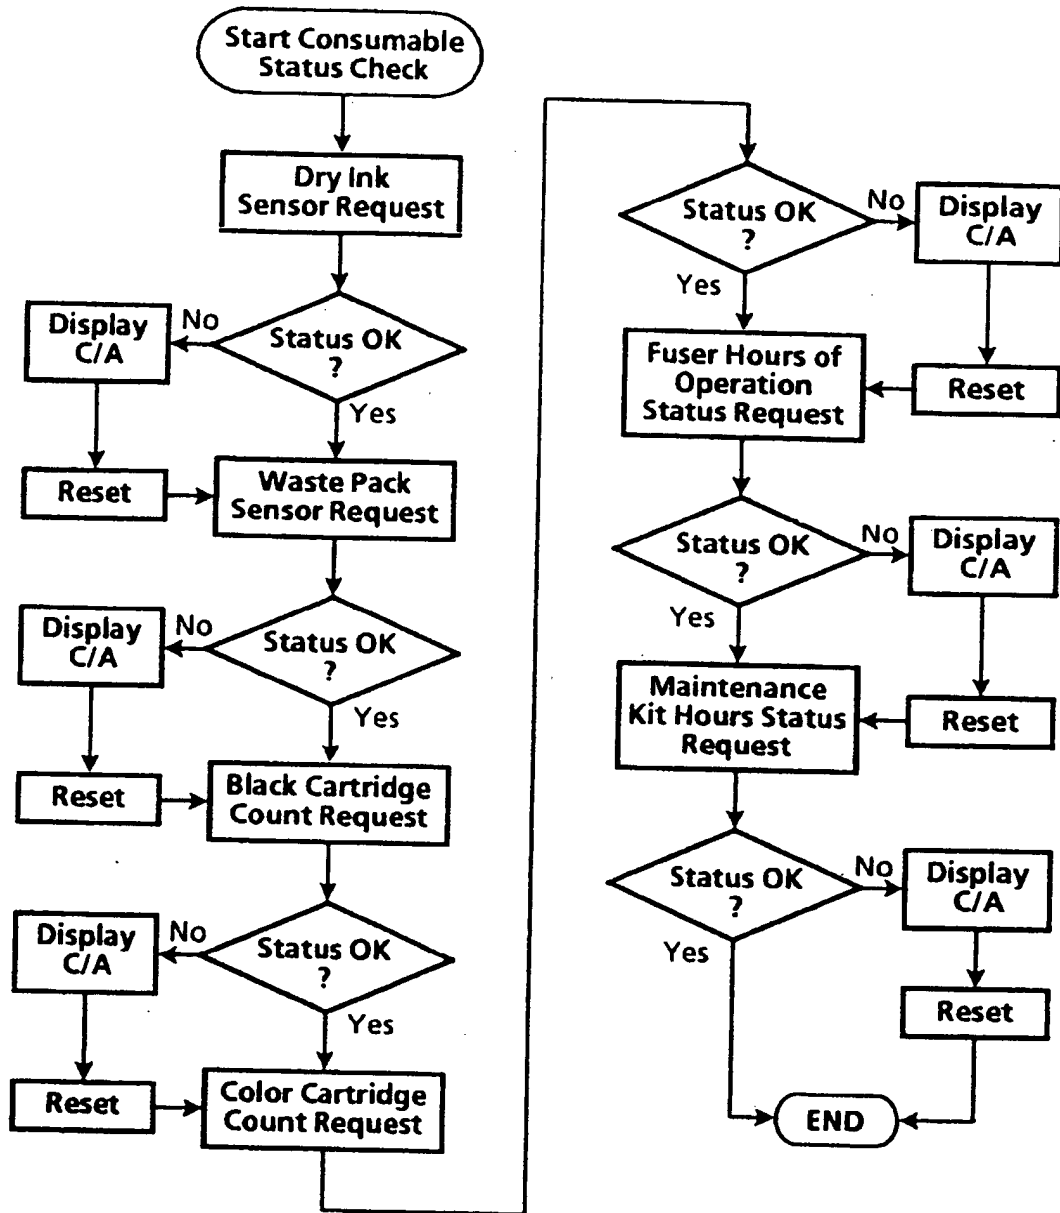 Start Consumable
Status Check
Dry Ink
Sensor Request
Status OK
?
No
Display
C/A
Reset
Yes
Waste Pack
Sensor Request
Status OK
?
No
Display
C/A
Reset
Yes
Black Cartridge
Count Request
Status OK
?
No
Display
C/A
Reset
Yes
Color Cartridge
Count Request
Status OK
?
No
Display
C/A
Reset
Yes
Fuser Hours of
Operation
Status Request
Status OK
?
No
Display
C/A
Reset
Yes
Maintenance
Kit Hours Status
Request
Status OK
?
No
Display
C/A
Reset
Yes
END